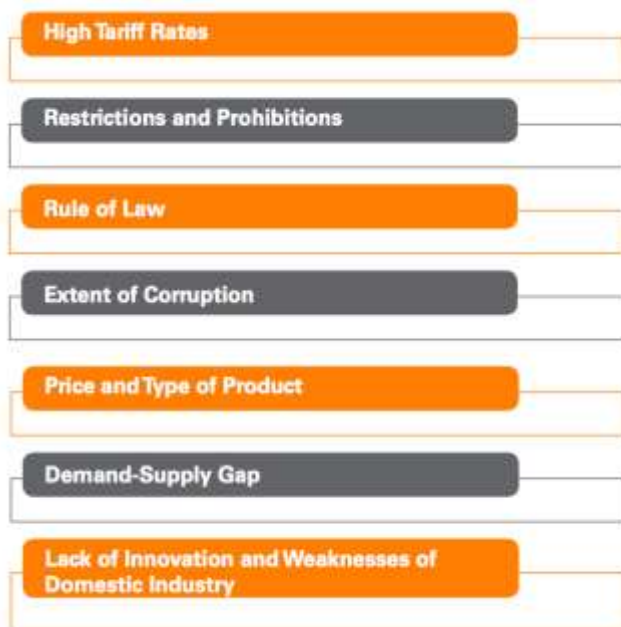 High Tariff Rates
Restrictions and Prohibitions
Rule of Law
Extent of Corruption
Price and Type of Product
Demand-Supply Gap
Lack of Innovation and Weaknesses of
Domestic Industry